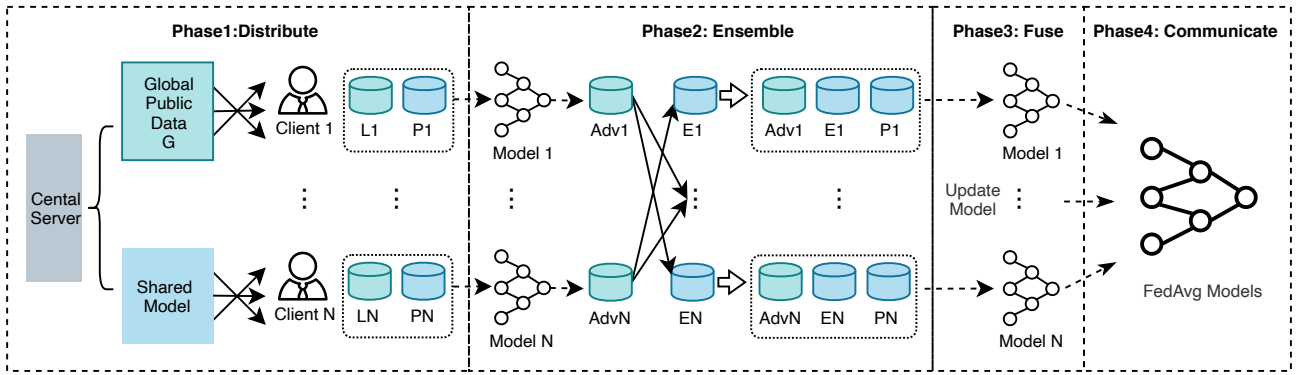 Phase1:Distribute
Phase2: Ensemble
Phase3: Fuse
Phase4: Communicate
Cental
Server
Global
Public
Data
G
Shared
Model
Client 1
L1
P1
Model 1
Adv1
E1
Adv1
E1
P1
Model 1
⋮
⋮
⋮
⋮
⋮
Update
Model
⋮
Client N
LN
PN
Model N
AdvN
EN
AdvN
EN
PN
Model N
FedAvg Models